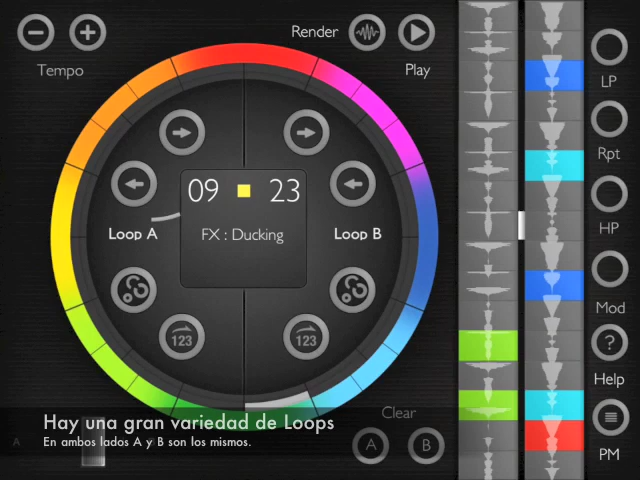 Render
Tempo
Play
LP
09 23
Rpt
Loop A
FX : Ducking
Loop B
HP
Mod
123
123
?
Help
Clear
Hay una gran variedad de Loops
En ambos lados A y B son los mismos.
A
A
B
PM